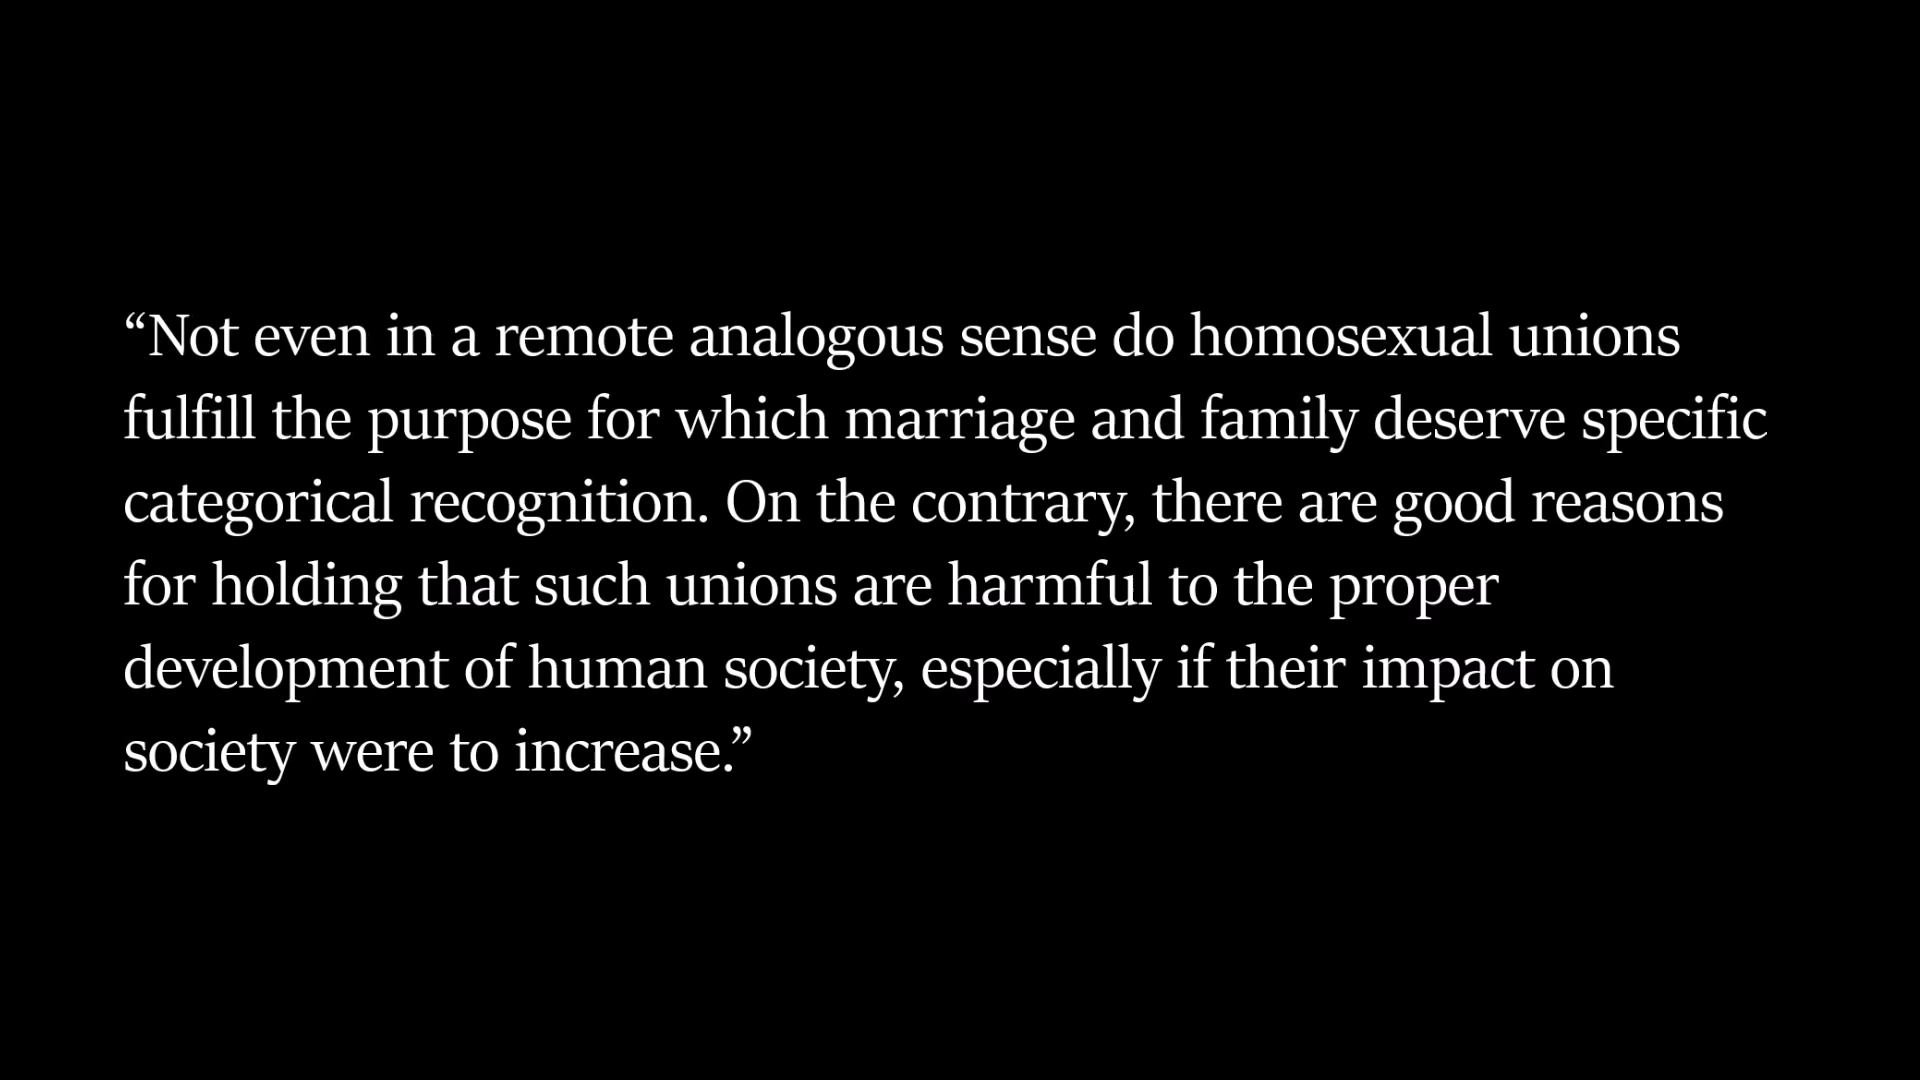 “Not even in a remote analogous sense do homosexual unions
fulfill the purpose for which marriage and family deserve specific
categorical recognition. On the contrary, there are good reasons
for holding that such unions are harmful to the proper
development of human society, especially if their impact on
society were to increase.”